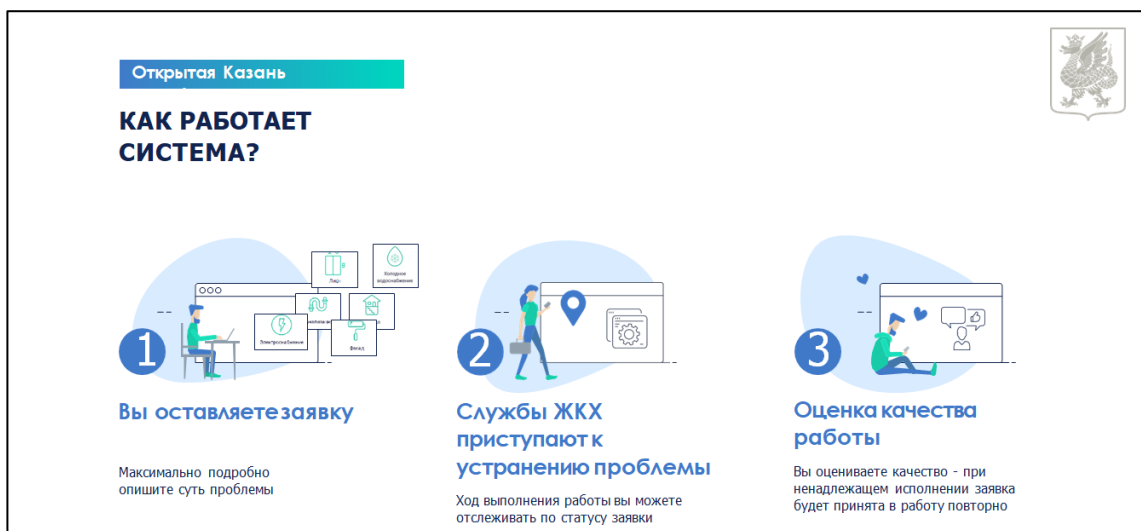 Открытая Казань
КАК РАБОТАЕТ
СИСТЕМА?
Лифт
Холодное
водоснабжение
Электроснабжение
Фасад
1
2
3
Вы оставляете заявку
Максимально подробно
опишите суть проблемы
Службы ЖКХ
приступают к
устранению проблемы
Ход выполнения работы вы можете
отслеживать по статусу заявки
Оценка качества
работы
Вы оцениваете качество - при
ненадлежащем исполнении заявка
будет принята в работу повторно